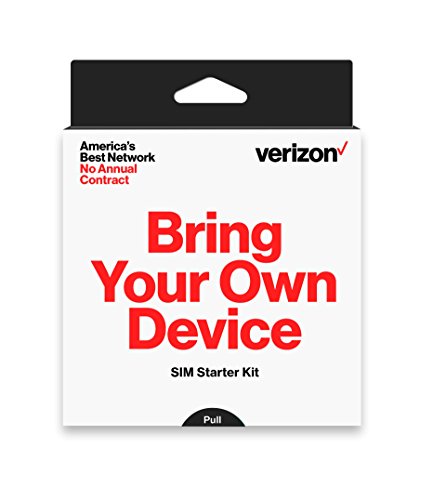 America's
Best Network
No Annual
Contract
verizon✓
Bring
Your Own
Device
SIM Starter Kit
Pull